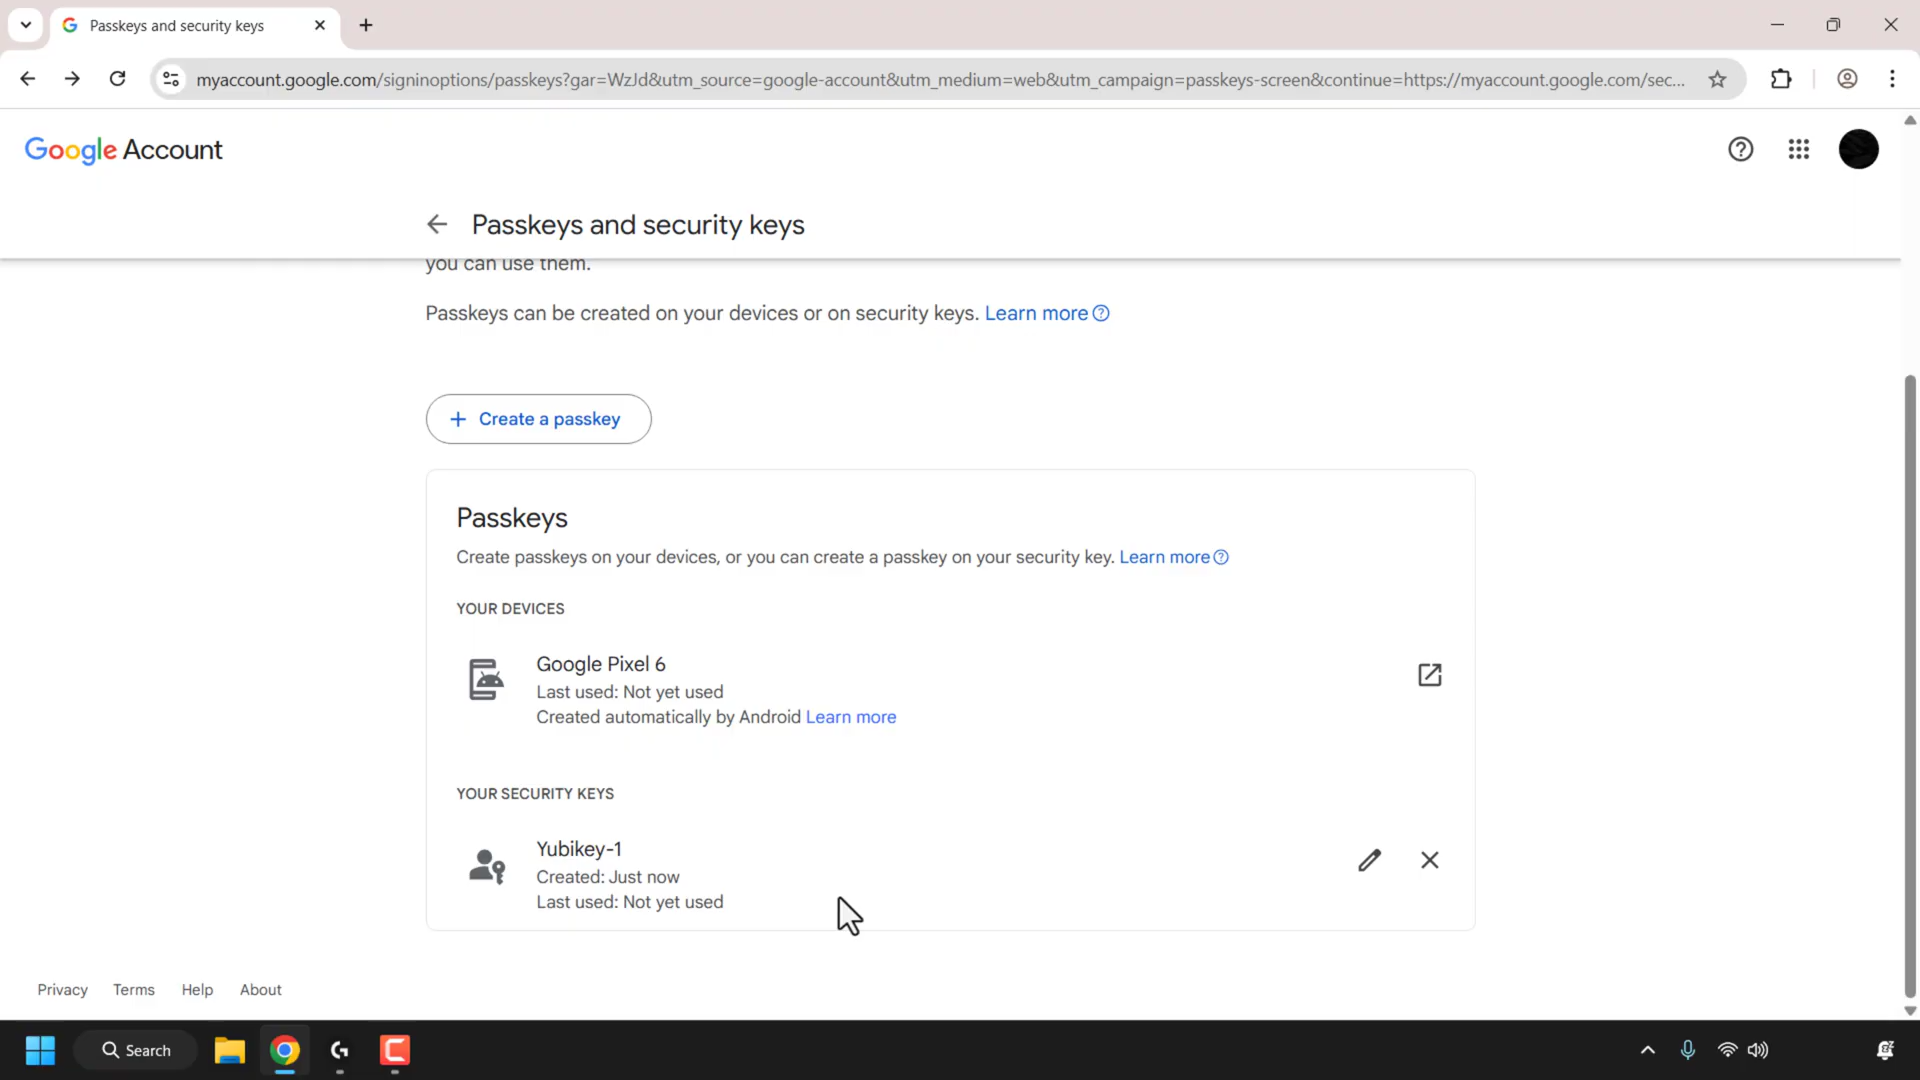 Passkeys and security keys
myaccount.google.com/signinoptions/passkeys?gar=WzJd&utm_source=google-account&utm_medium=web&utm_campaign=passkeys-screen&continue=https://myaccount.google.com/sec...
Google Account
Passkeys and security keys
you can use them.
Passkeys can be created on your devices or on security keys. Learn more
Create a passkey
Passkeys
Create passkeys on your devices, or you can create a passkey on your security key. Learn more
YOUR DEVICES
Google Pixel 6
Last used: Not yet used
Created automatically by Android Learn more
YOUR SECURITY KEYS
Yubikey-1
Created: Just now
Last used: Not yet used
Privacy Terms Help About
Search